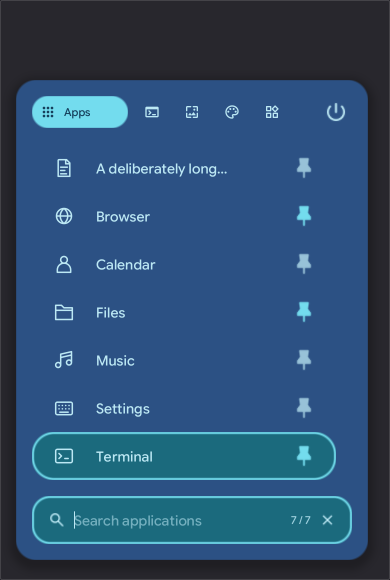 Apps
A deliberately long...
Browser
Calendar
Files
Music
Settings
Terminal
Search applications 7/7